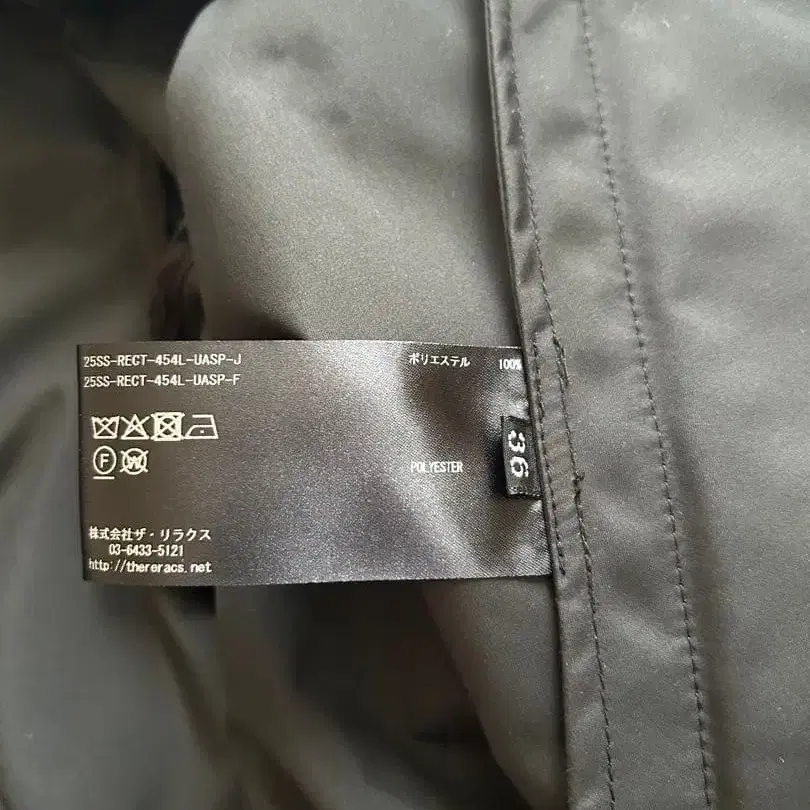 25SS-RECT-454L-UASP-J
25SS-RECT-454L-UASP-F
ポリエステル 100%
POLYESTER
36
F W
株式会社ザ・リラクス
03-6433-5121
http://thereracs.net